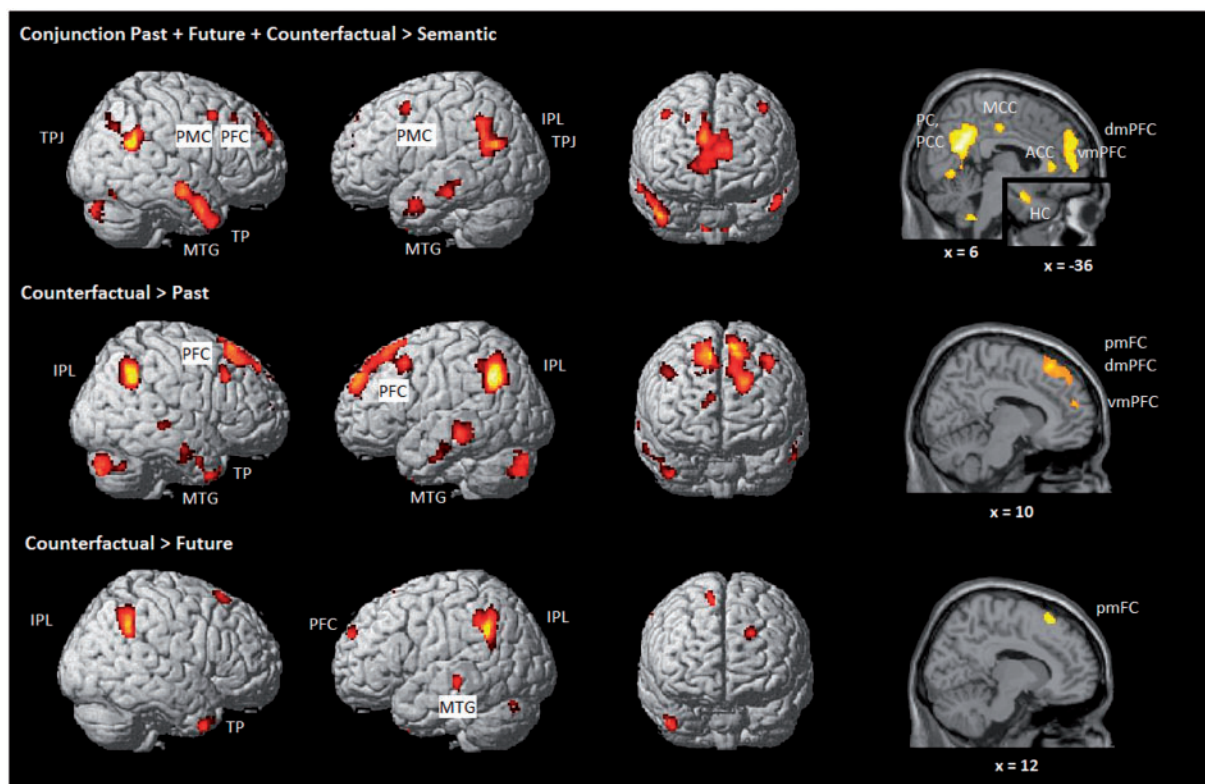 Conjunction Past + Future + Counterfactual > Semantic
TPJ
PMC
PFC
TP
MTG
PMC
IPL
TPJ
PC,
PCC
MCC
ACC
dmPFC
vmPFC
HC
x = 6
x = -36
Counterfactual > Past
IPL
PFC
TP
MTG
PFC
IPL
MTG
pmFC
dmPFC
vmPFC
x = 10
Counterfactual > Future
IPL
TP
PFC
IPL
MTG
pmFC
x = 12